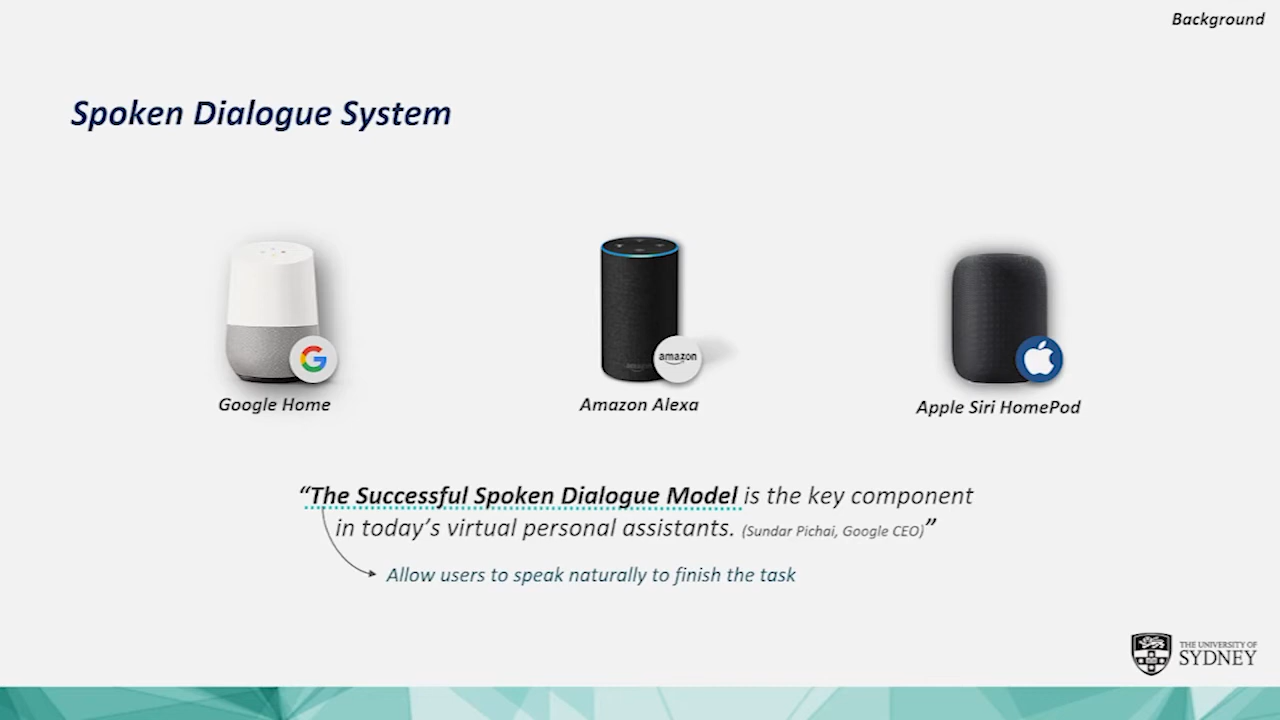 Background
Spoken Dialogue System
amazon
Google Home
Amazon Alexa
Apple Siri HomePod
“The Successful Spoken Dialogue Model is the key component
in today’s virtual personal assistants. (Sundar Pichai, Google CEO)”
Allow users to speak naturally to finish the task
THE UNIVERSITY OF
SYDNEY